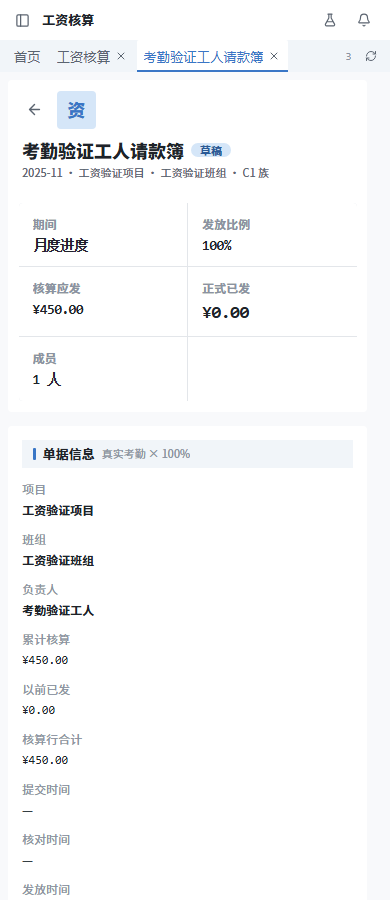 工资核算
首页 工资核算 × 考勤验证工人请款簿 × 3
资
考勤验证工人请款簿 草稿
2025-11 · 工资验证项目 · 工资验证班组 · C1 族
期间 发放比例
月度进度 100%
核算应发 正式已发
¥450.00 ¥0.00
成员
1 人
单据信息 真实考勤 × 100%
项目
工资验证项目
班组
工资验证班组
负责人
考勤验证工人
累计核算
¥450.00
以前已发
¥0.00
核算行合计
¥450.00
提交时间
—
核对时间
—
发放时间